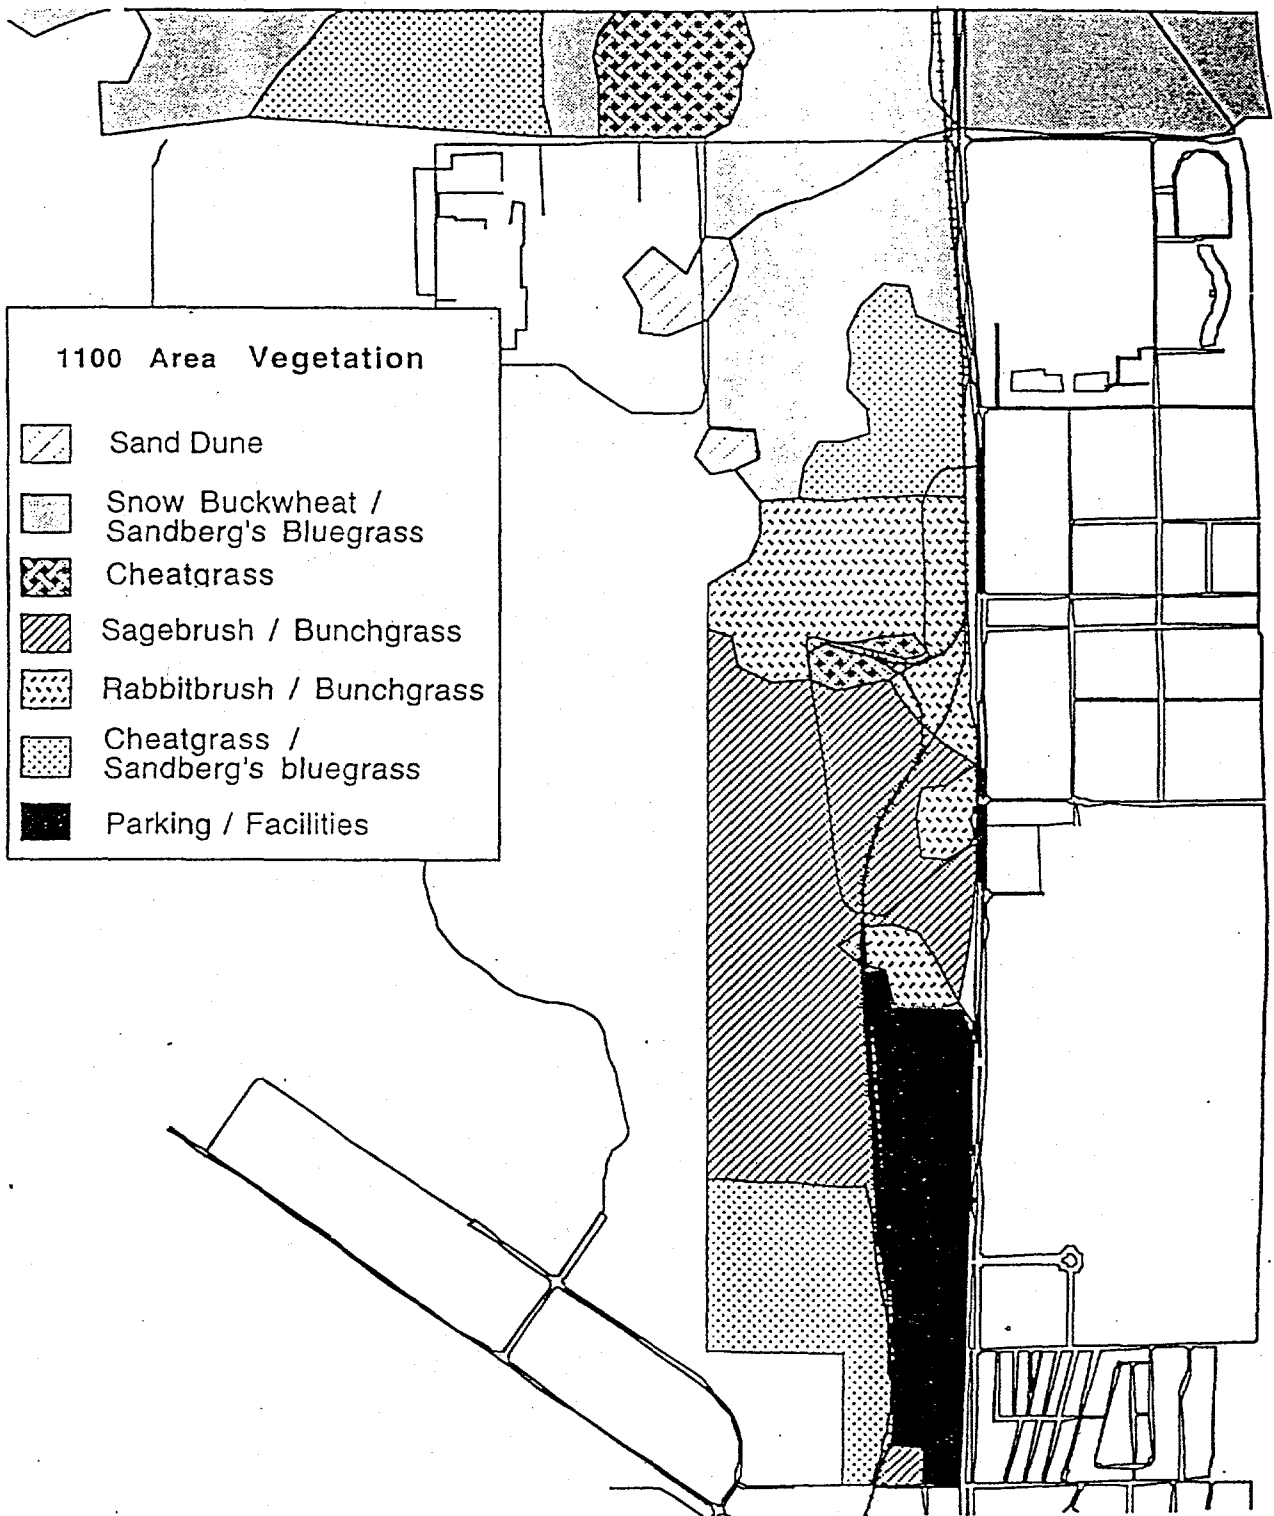 1100 Area Vegetation
Sand Dune
Snow Buckwheat /
Sandberg's Bluegrass
Cheatgrass
Sagebrush / Bunchgrass
Rabbitbrush / Bunchgrass
Cheatgrass /
Sandberg's bluegrass
Parking / Facilities